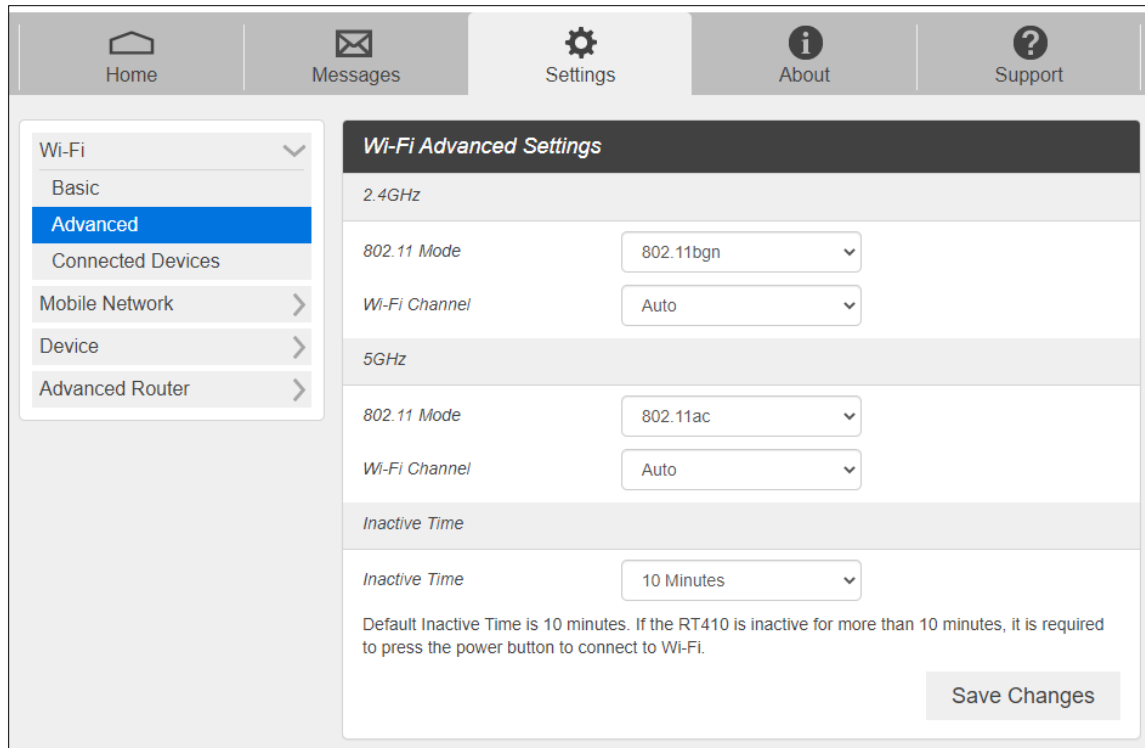 Home
Messages
Settings
About
Support
Wi-Fi
Basic
Advanced
Connected Devices
Mobile Network
Device
Advanced Router
Wi-Fi Advanced Settings
2.4GHz
802.11 Mode 802.11bgn
Wi-Fi Channel Auto
5GHz
802.11 Mode 802.11ac
Wi-Fi Channel Auto
Inactive Time
Inactive Time 10 Minutes
Default Inactive Time is 10 minutes. If the RT410 is inactive for more than 10 minutes, it is required
to press the power button to connect to Wi-Fi.
Save Changes